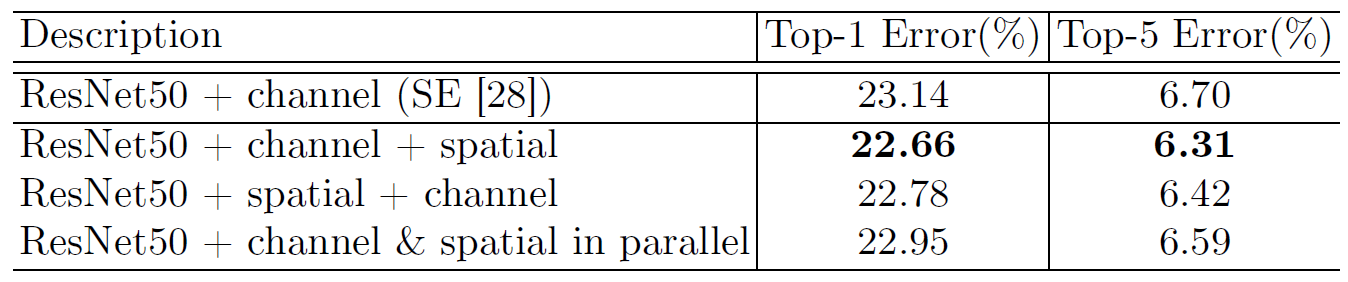 Description Top-1 Error(%) Top-5 Error(%)
ResNet50 + channel (SE [28]) 23.14 6.70
ResNet50 + channel + spatial 22.66 6.31
ResNet50 + spatial + channel 22.78 6.42
ResNet50 + channel & spatial in parallel 22.95 6.59